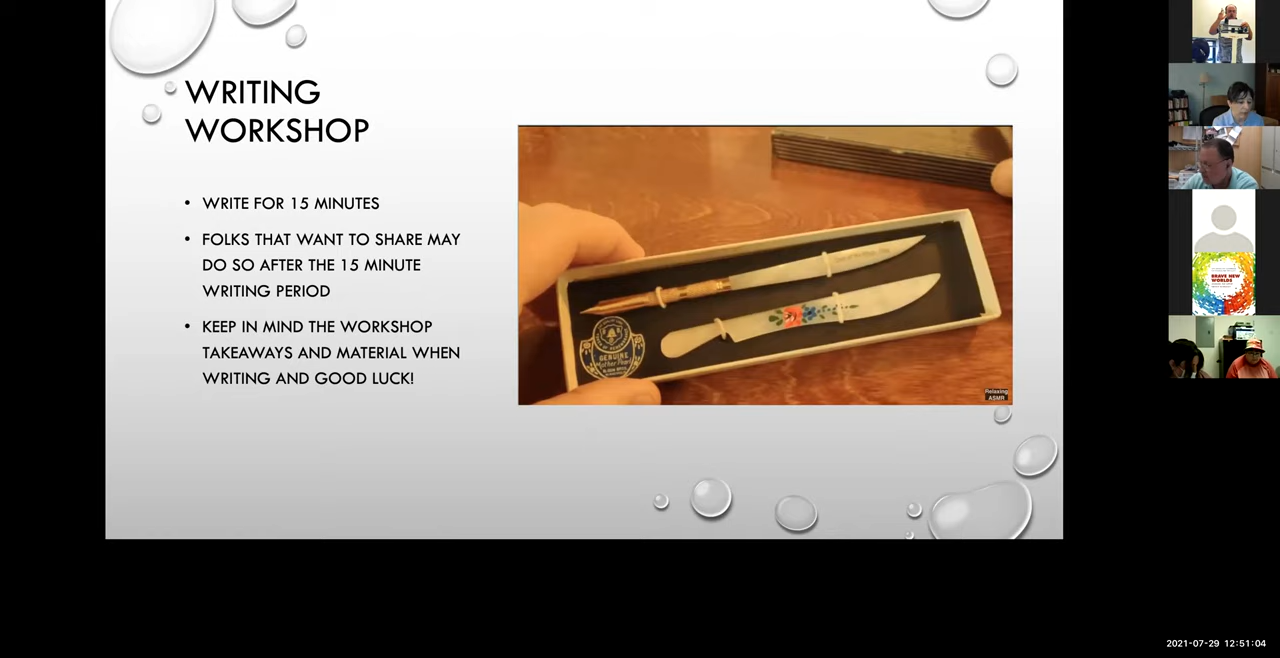 WRITING
WORKSHOP
• WRITE FOR 15 MINUTES
• FOLKS THAT WANT TO SHARE MAY
DO SO AFTER THE 15 MINUTE
WRITING PERIOD
• KEEP IN MIND THE WORKSHOP
TAKEAWAYS AND MATERIAL WHEN
WRITING AND GOOD LUCK!
GENUINE
Mother Pearl
Relaxing
ASMR
BRAVE NEW
WORLDS
2021-07-29 12:51:04